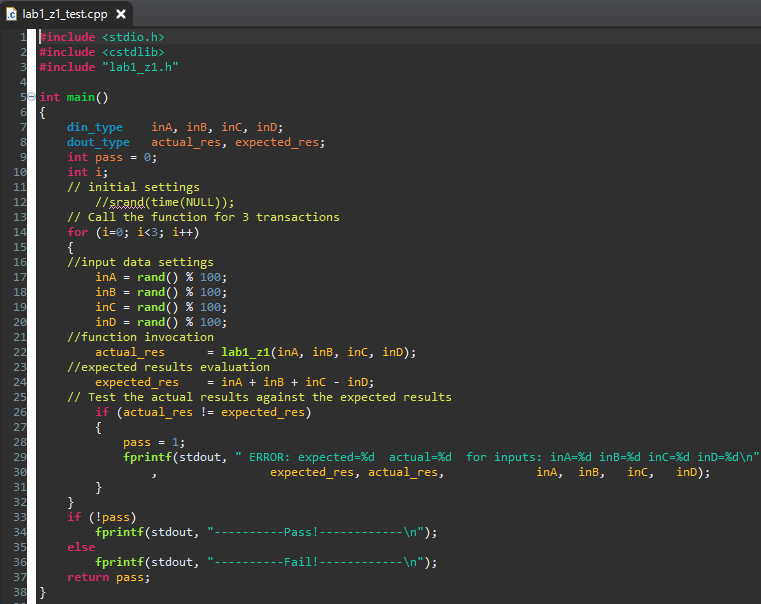 lab1_z1_test.cpp
1 #include <stdio.h>
2 #include <cstdlib>
3 #include "lab1_z1.h"
4
5 int main()
6 {
7     din_type    inA, inB, inC, inD;
8     dout_type   actual_res, expected_res;
9     int pass = 0;
10     int i;
11     // initial settings
12         //srand(time(NULL));
13     // Call the function for 3 transactions
14     for (i=0; i<3; i++)
15     {
16     //input data settings
17         inA = rand() % 100;
18         inB = rand() % 100;
19         inC = rand() % 100;
20         inD = rand() % 100;
21     //function invocation
22         actual_res      = lab1_z1(inA, inB, inC, inD);
23     //expected results evaluation
24         expected_res    = inA + inB + inC - inD;
25     // Test the actual results against the expected results
26         if (actual_res != expected_res)
27         {
28             pass = 1;
29             fprintf(stdout, " ERROR: expected=%d  actual=%d  for inputs: inA=%d inB=%d inC=%d inD=%d\n"
30                 ,                expected_res, actual_res,             inA,  inB,   inC,   inD);
31         }
32     }
33     if (!pass)
34         fprintf(stdout, "----------Pass!------------\n");
35     else
36         fprintf(stdout, "----------Fail!------------\n");
37     return pass;
38 }